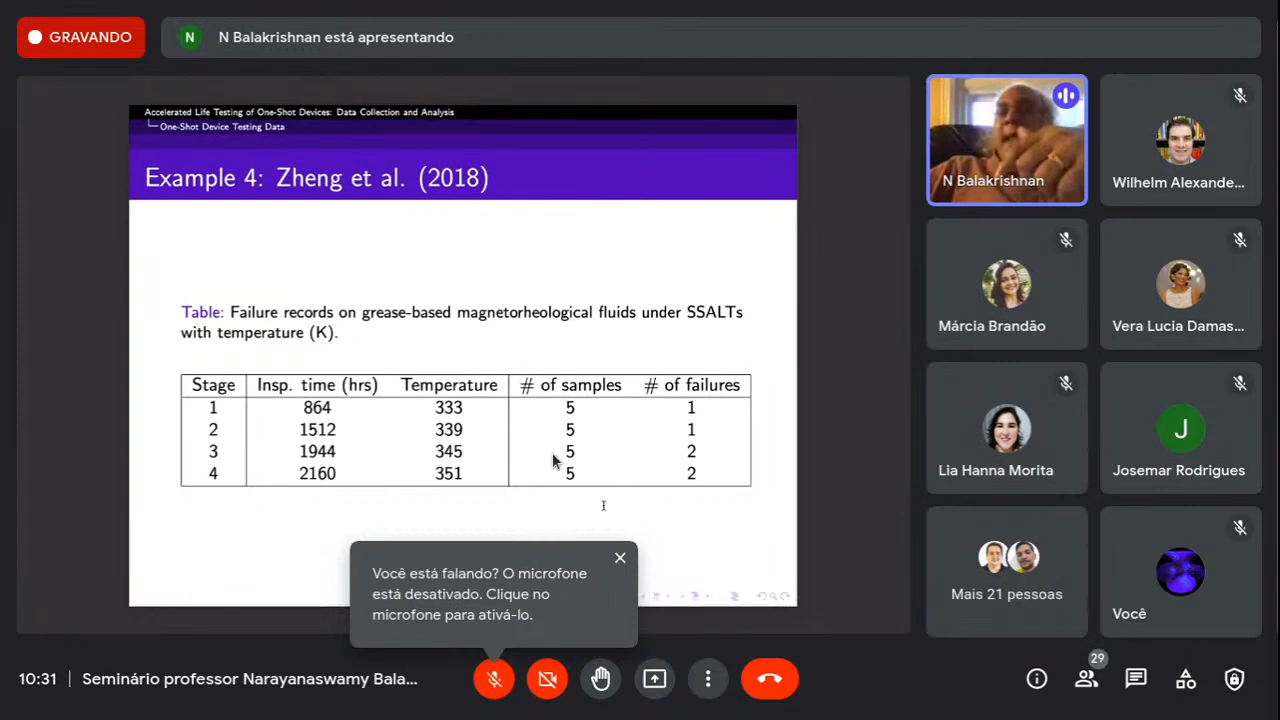 GRAVANDO
N
N Balakrishnan está apresentando
Accelerated Life Testing of One-Shot Devices: Data Collection and Analysis
One-Shot Device Testing Data
Example 4: Zheng et al. (2018)
Table: Failure records on grease-based magnetorheological fluids under SSALTs
with temperature (K).
Stage Insp. time (hrs) Temperature # of samples # of failures
1 864 333 5 1
2 1512 339 5 1
3 1944 345 5 2
4 2160 351 5 2
Você está falando? O microfone
está desativado. Clique no
microfone para ativá-lo.
N Balakrishnan
Wilhelm Alexande...
Márcia Brandão
Vera Lucia Damas...
Lia Hanna Morita
J
Josemar Rodrigues
Mais 21 pessoas
Você
10:31 | Seminário professor Narayanaswamy Bala...
29